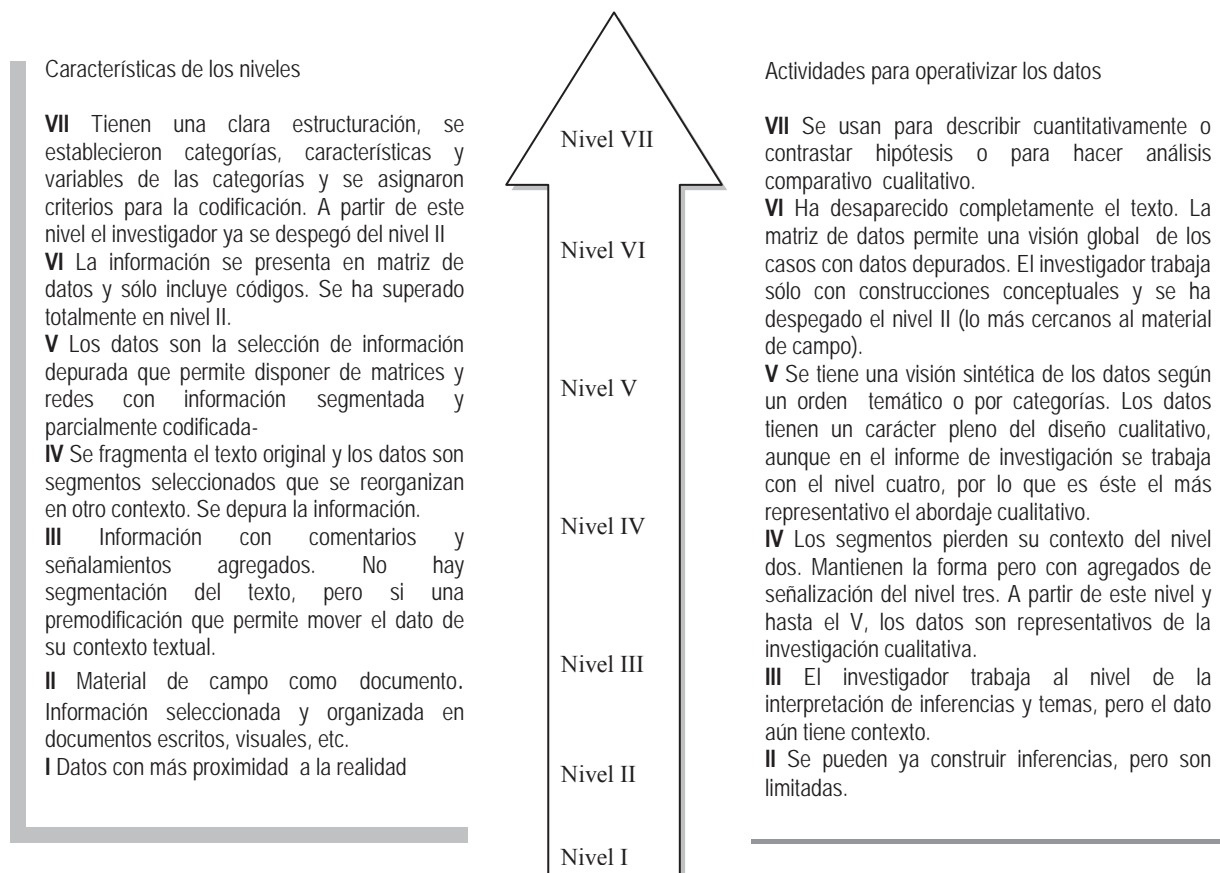 Características de los niveles
VII Tienen una clara estructuración, se
establecieron categorías, características y
variables de las categorías y se asignaron
criterios para la codificación. A partir de este
nivel el investigador ya se despegó del nivel II
VI La información se presenta en matriz de
datos y sólo incluye códigos. Se ha superado
totalmente en nivel II.
V Los datos son la selección de información
depurada que permite disponer de matrices y
redes con información segmentada y
parcialmente codificada-
IV Se fragmenta el texto original y los datos son
segmentos seleccionados que se reorganizan
en otro contexto. Se depura la información.
III Información con comentarios y
señalamientos agregados. No hay
segmentación del texto, pero si una
premodificación que permite mover el dato de
su contexto textual.
II Material de campo como documento.
Información seleccionada y organizada en
documentos escritos, visuales, etc.
I Datos con más proximidad a la realidad
Nivel VII
Nivel VI
Nivel V
Nivel IV
Nivel III
Nivel II
Nivel I
Actividades para operativizar los datos
VII Se usan para describir cuantitativamente o
contrastar hipótesis o para hacer análisis
comparativo cualitativo.
VI Ha desaparecido completamente el texto. La
matriz de datos permite una visión global de los
casos con datos depurados. El investigador trabaja
sólo con construcciones conceptuales y se ha
despegado el nivel II (lo más cercanos al material
de campo).
V Se tiene una visión sintética de los datos según
un orden temático o por categorías. Los datos
tienen un carácter pleno del diseño cualitativo,
aunque en el informe de investigación se trabaja
con el nivel cuatro, por lo que es éste el más
representativo el abordaje cualitativo.
IV Los segmentos pierden su contexto del nivel
dos. Mantienen la forma pero con agregados de
señalización del nivel tres. A partir de este nivel y
hasta el V, los datos son representativos de la
investigación cualitativa.
III El investigador trabaja al nivel de la
interpretación de inferencias y temas, pero el dato
aún tiene contexto.
II Se pueden ya construir inferencias, pero son
limitadas.